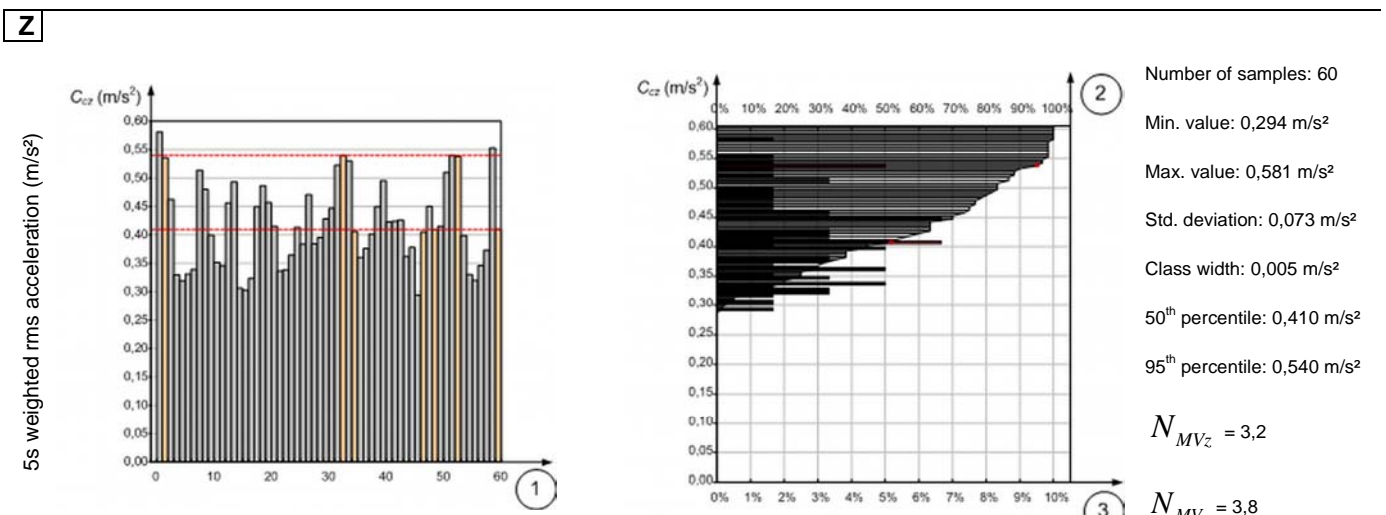 Z
5s weighted rms acceleration (m/s²)
C_cz (m/s²)
0,60
0,55
0,50
0,45
0,40
0,35
0,30
0,25
0,20
0,15
0,10
0,05
0,00
0 10 20 30 40 50 60
1
C_cz (m/s²)
0% 10% 20% 30% 40% 50% 60% 70% 80% 90% 100%
2
0,60
0,55
0,50
0,45
0,40
0,35
0,30
0,25
0,20
0,15
0,10
0,05
0,00
0% 1% 2% 3% 4% 5% 6% 7% 8% 9% 10%
3
Number of samples: 60
Min. value: 0,294 m/s²
Max. value: 0,581 m/s²
Std. deviation: 0,073 m/s²
Class width: 0,005 m/s²
50th percentile: 0,410 m/s²
95th percentile: 0,540 m/s²
N_MVz = 3,2
N_MV = 3,8